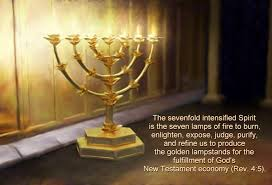 The sevenfold intensified Spirit
is the seven lamps of fire to burn,
enlighten, expose, judge, purify,
and refine us to produce
the golden lampstands for the
fulfillment of God's
New Testament economy (Rev. 4:5).